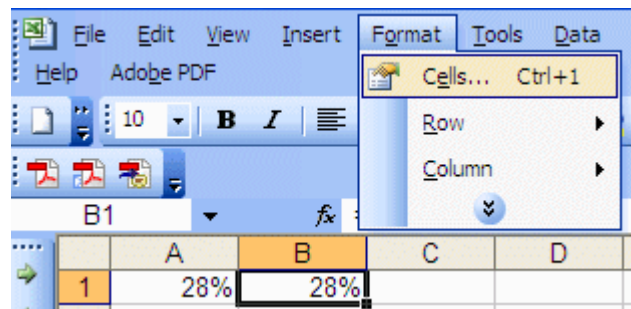 File Edit View Insert Format Tools Data
Help Adobe PDF
Cells... Ctrl+1
10 B I
Row
Column
B1 fx
A B C D
1 28% 28%